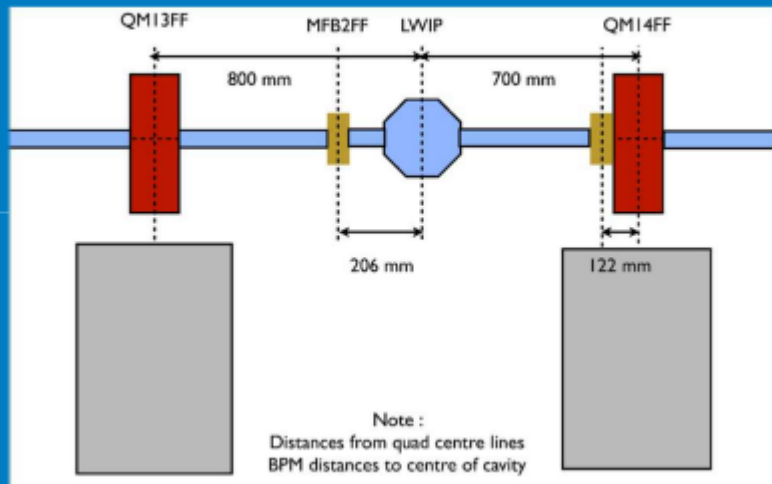 QM13FF MFB2FF LWIP QM14FF
800 mm 700 mm
206 mm 122 mm
Note :
Distances from quad centre lines
BPM distances to centre of cavity